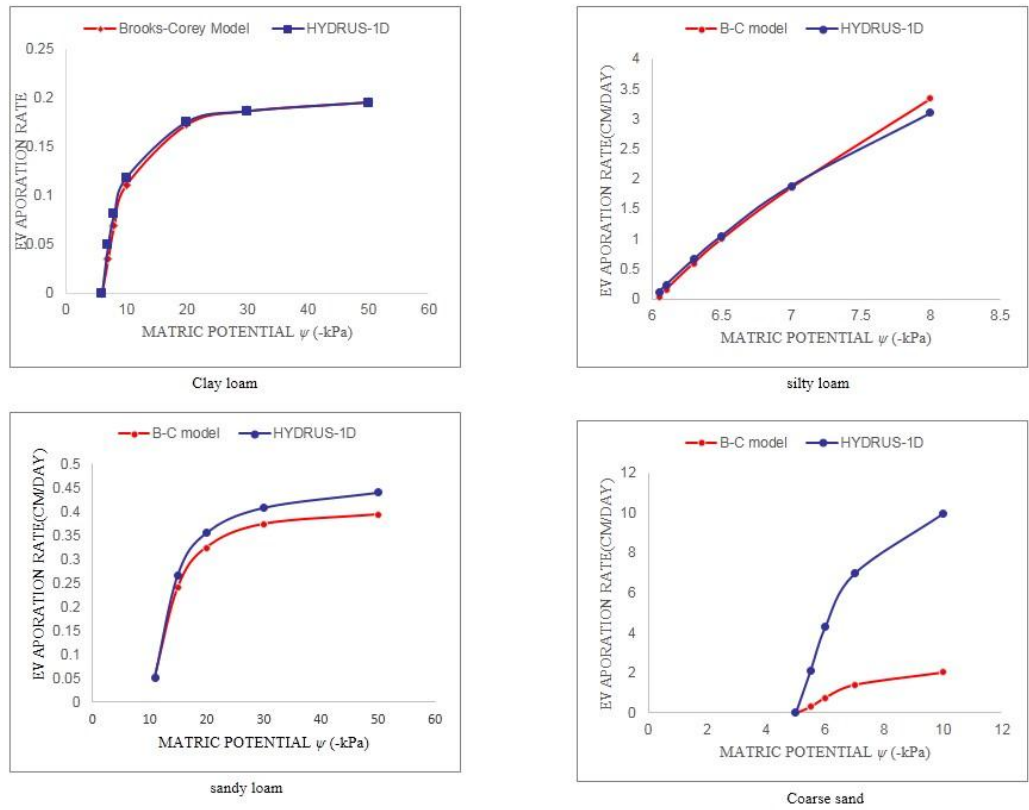 Brooks-Corey Model HYDRUS-1D
0.25
0.2
0.15
0.1
0.05
0
EV APORATION RATE
0 10 20 30 40 50 60
MATRIC POTENTIAL ψ (-kPa)
Clay loam
B-C model HYDRUS-1D
4
3.5
3
2.5
2
1.5
1
0.5
0
EV APORATION RATE(CM/DAY)
6 6.5 7 7.5 8 8.5
MATRIC POTENTIAL ψ (-kPa)
silty loam
B-C model HYDRUS-1D
0.5
0.45
0.4
0.35
0.3
0.25
0.2
0.15
0.1
0.05
0
EV APORATION RATE(CM/DAY)
0 10 20 30 40 50 60
MATRIC POTENTIAL ψ (-kPa)
sandy loam
B-C model HYDRUS-1D
12
10
8
6
4
2
0
EV APORATION RATE(CM/DAY)
0 2 4 6 8 10 12
MATRIC POTENTIAL ψ (-kPa)
Coarse sand